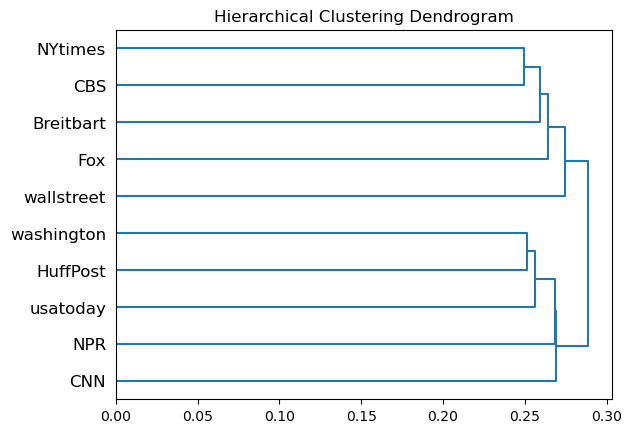 Hierarchical Clustering Dendrogram
NYtimes
CBS
Breitbart
Fox
wallstreet
washington
HuffPost
usatoday
NPR
CNN
0.00 0.05 0.10 0.15 0.20 0.25 0.30